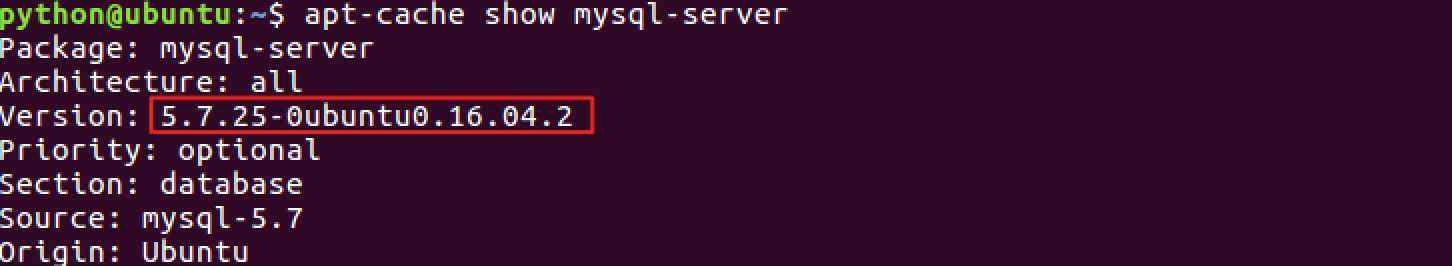 python@ubuntu:~$ apt-cache show mysql-server
Package: mysql-server
Architecture: all
Version: 5.7.25-0ubuntu0.16.04.2
Priority: optional
Section: database
Source: mysql-5.7
Origin: Ubuntu